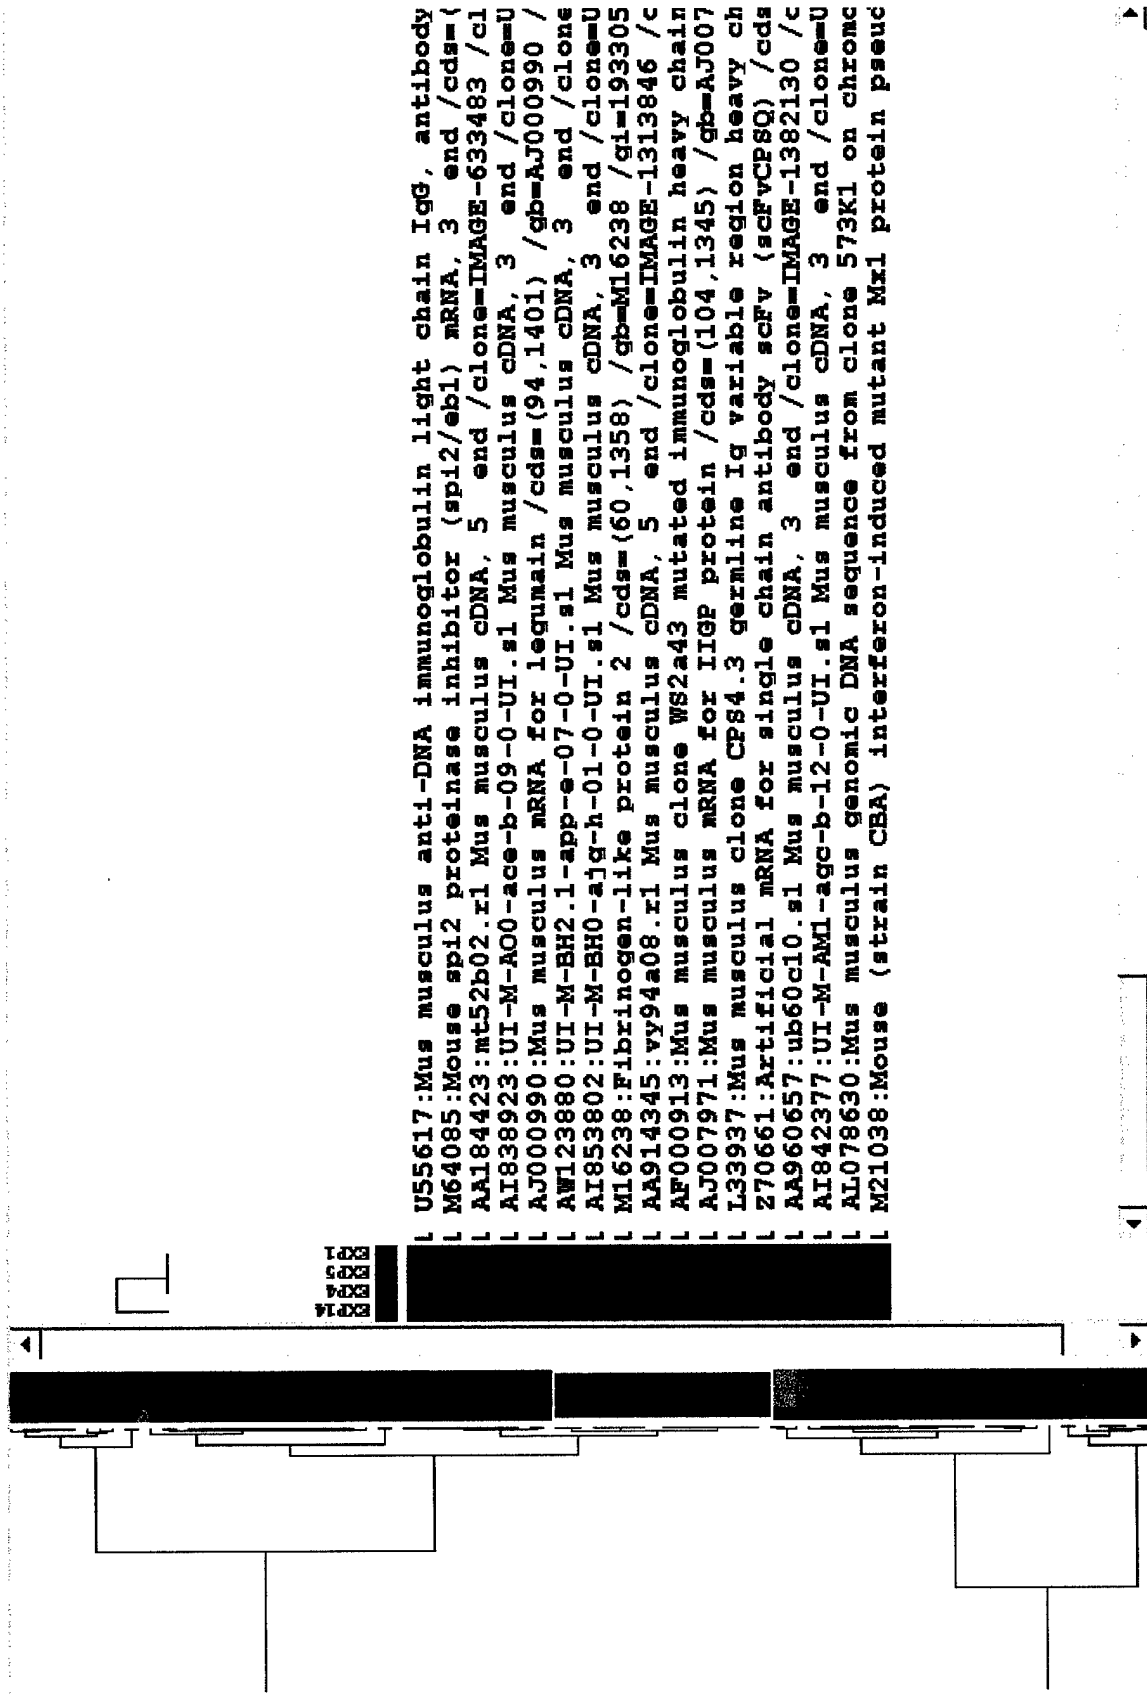 EXP14
EXP4
EXP5
EXP1
L U55617:Mus musculus anti-DNA immunoglobulin light chain IgG, antibody
L M64085:Mouse spi2 proteinase inhibitor (spi2/eb1) mRNA, 3 end /cds=(
L AA184423:mt52b02.r1 Mus musculus cDNA, 5 end /clone=IMAGE-633483 /cl
L AI838923:UI-M-AO0-ace-b-09-0-UI.s1 Mus musculus cDNA, 3 end /clone=U
L AJ000990:Mus musculus mRNA for legumain /cds=(94,1401) /gb=AJ000990 /
L AW123880:UI-M-BH2.1-app-e-07-0-UI.s1 Mus musculus cDNA, 3 end /clone
L AI853802:UI-M-BH0-ajg-h-01-0-UI.s1 Mus musculus cDNA, 3 end /clone=U
L M16238:Fibrinogen-like protein 2 /cds=(60,1358) /gb=M16238 /gi=193305
L AA914345:vy94a08.r1 Mus musculus cDNA, 5 end /clone=IMAGE-1313846 /c
L AF000913:Mus musculus clone WS2a43 mutated immunoglobulin heavy chain
L AJ007971:Mus musculus mRNA for IIGP protein /cds=(104,1345) /gb=AJ007
L L33937:Mus musculus clone CPS4.3 germline Ig variable region heavy ch
L Z70661:Artificial mRNA for single chain antibody scFv (scFvCPSQ) /cds
L AA960657:ub60c10.s1 Mus musculus cDNA, 3 end /clone=IMAGE-1382130 /c
L AI842377:UI-M-AM1-agc-b-12-0-UI.s1 Mus musculus cDNA, 3 end /clone=U
L AL078630:Mus musculus genomic DNA sequence from clone 573K1 on chromo
L M21038:Mouse (strain CBA) interferon-induced mutant Mx1 protein pseud